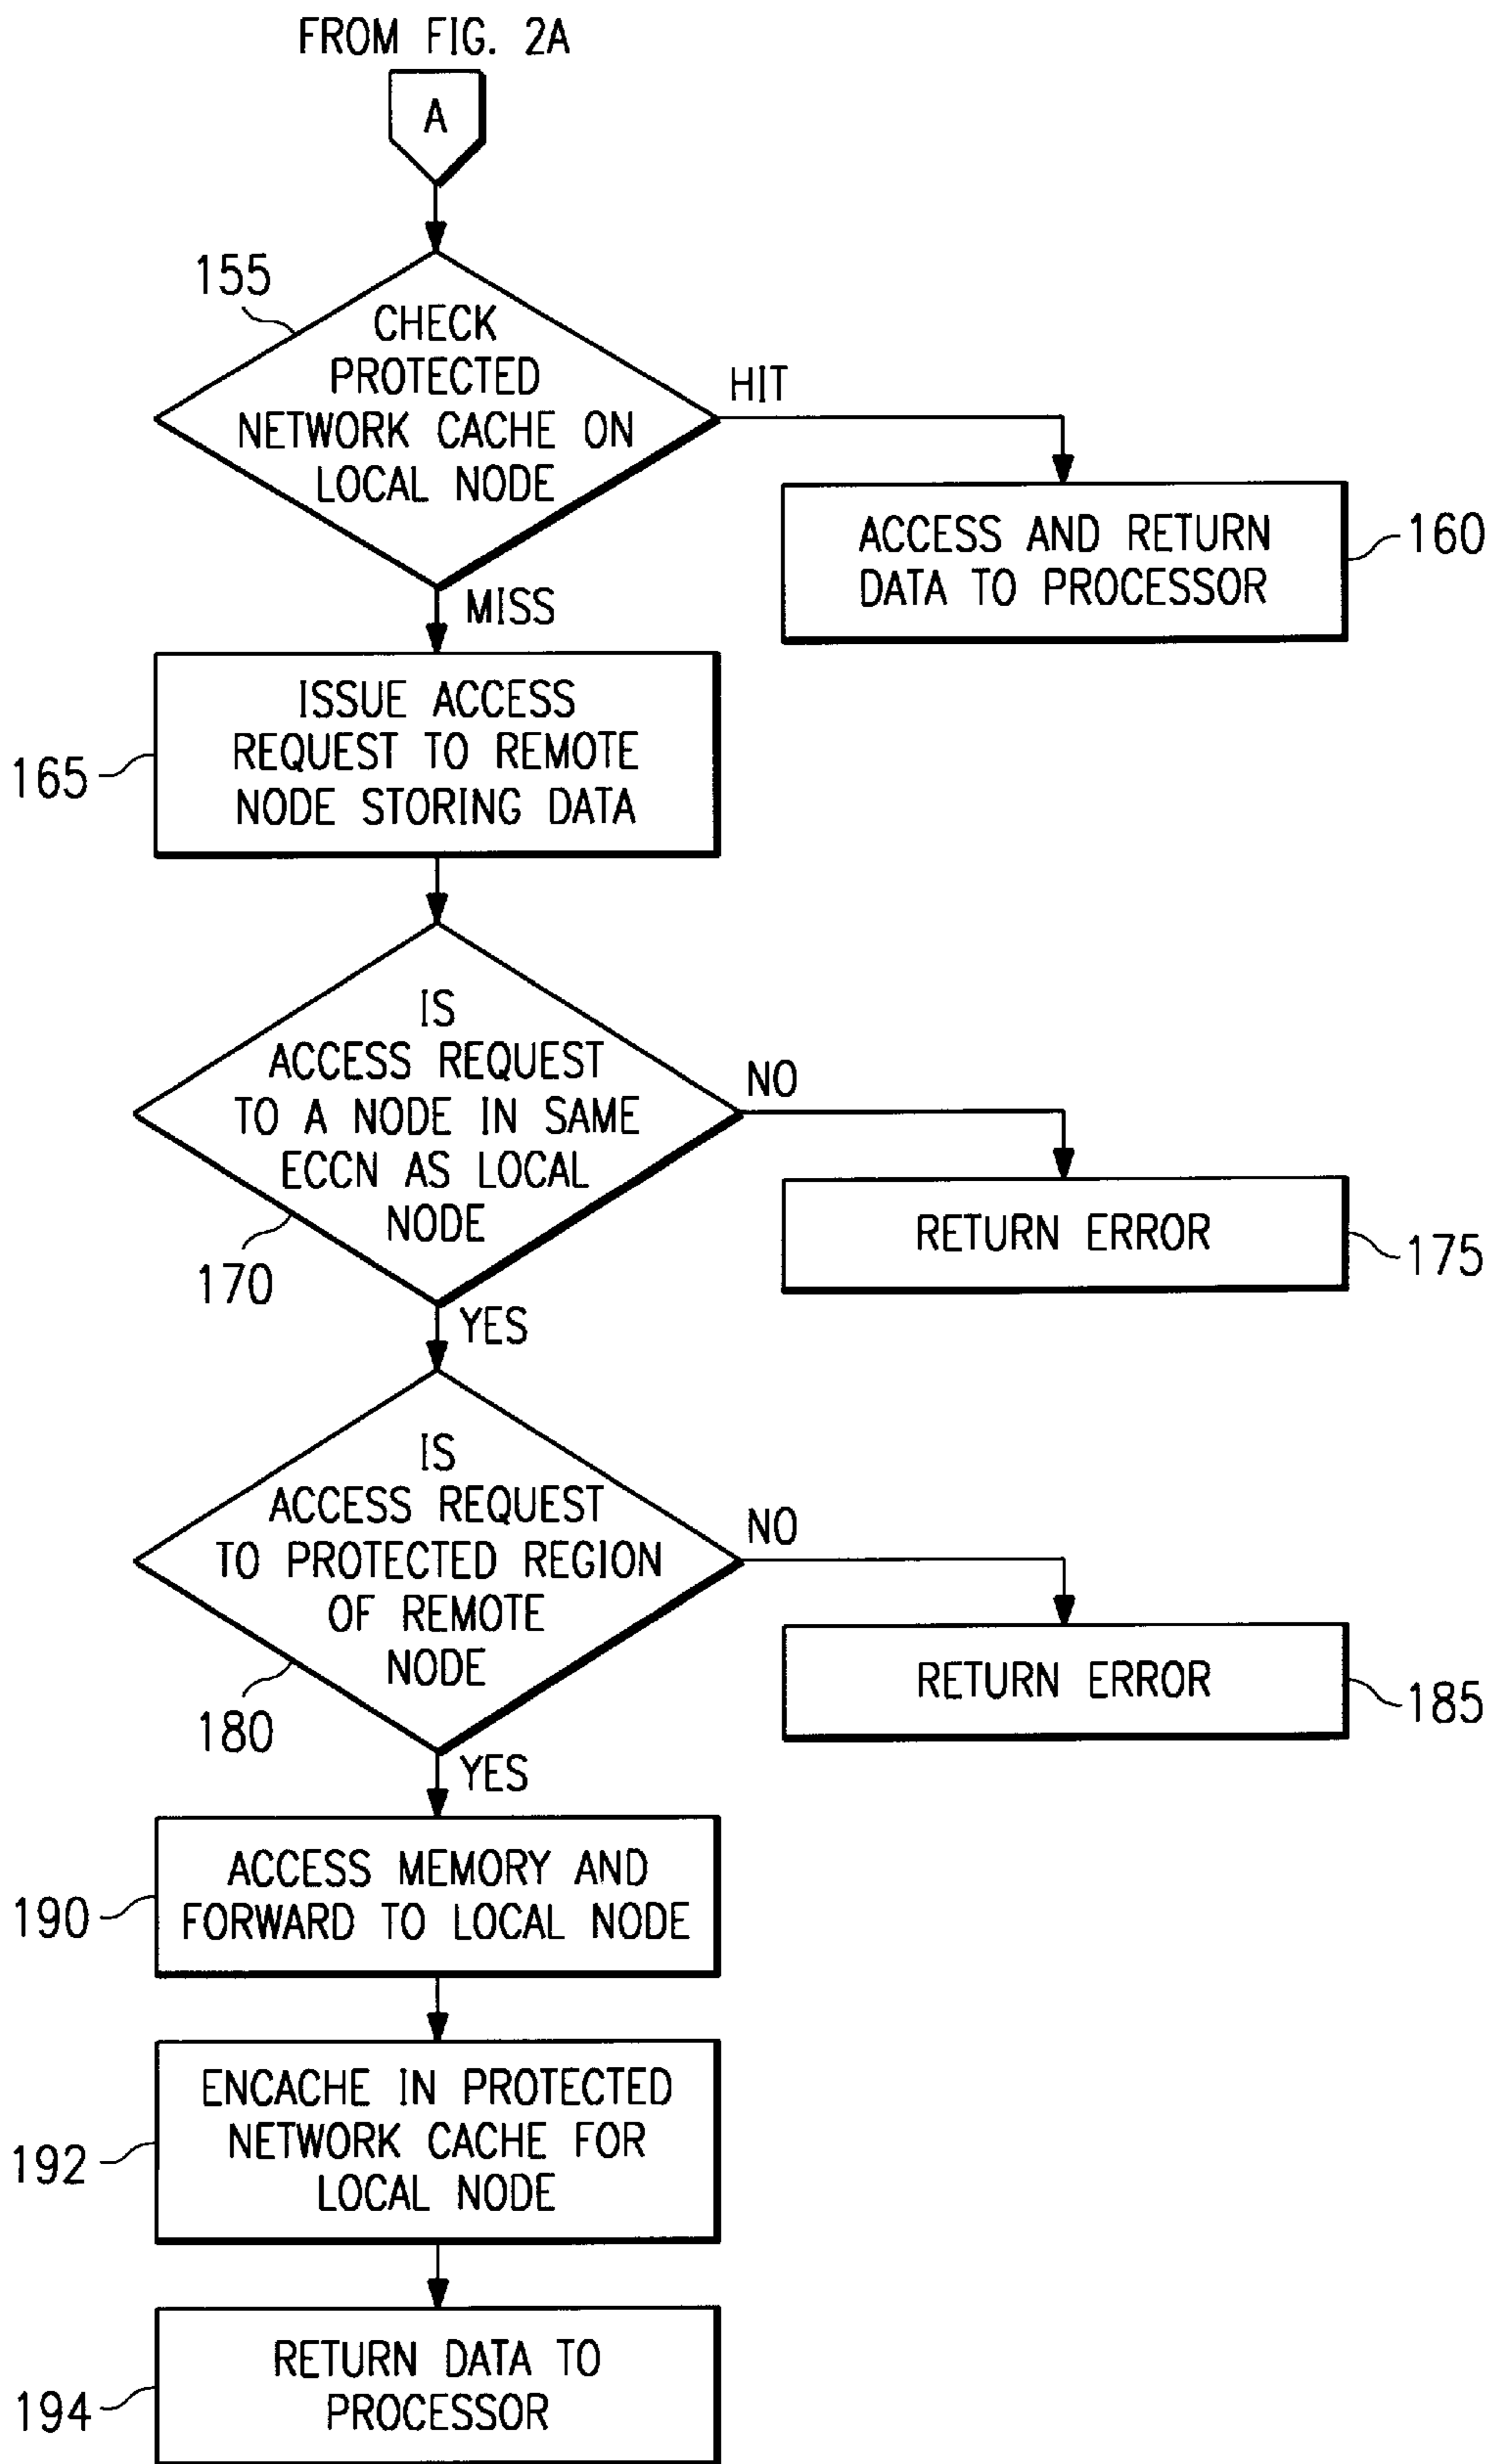 FROM FIG. 2A
A
155
CHECK
PROTECTED
NETWORK CACHE ON
LOCAL NODE
HIT
ACCESS AND RETURN
DATA TO PROCESSOR
160
MISS
ISSUE ACCESS
REQUEST TO REMOTE
NODE STORING DATA
165
IS
ACCESS REQUEST
TO A NODE IN SAME
ECCN AS LOCAL
NODE
NO
170
RETURN ERROR
175
YES
IS
ACCESS REQUEST
TO PROTECTED REGION
OF REMOTE
NODE
NO
180
RETURN ERROR
185
YES
ACCESS MEMORY AND
FORWARD TO LOCAL NODE
190
ENCACHE IN PROTECTED
NETWORK CACHE FOR
LOCAL NODE
192
RETURN DATA TO
PROCESSOR
194